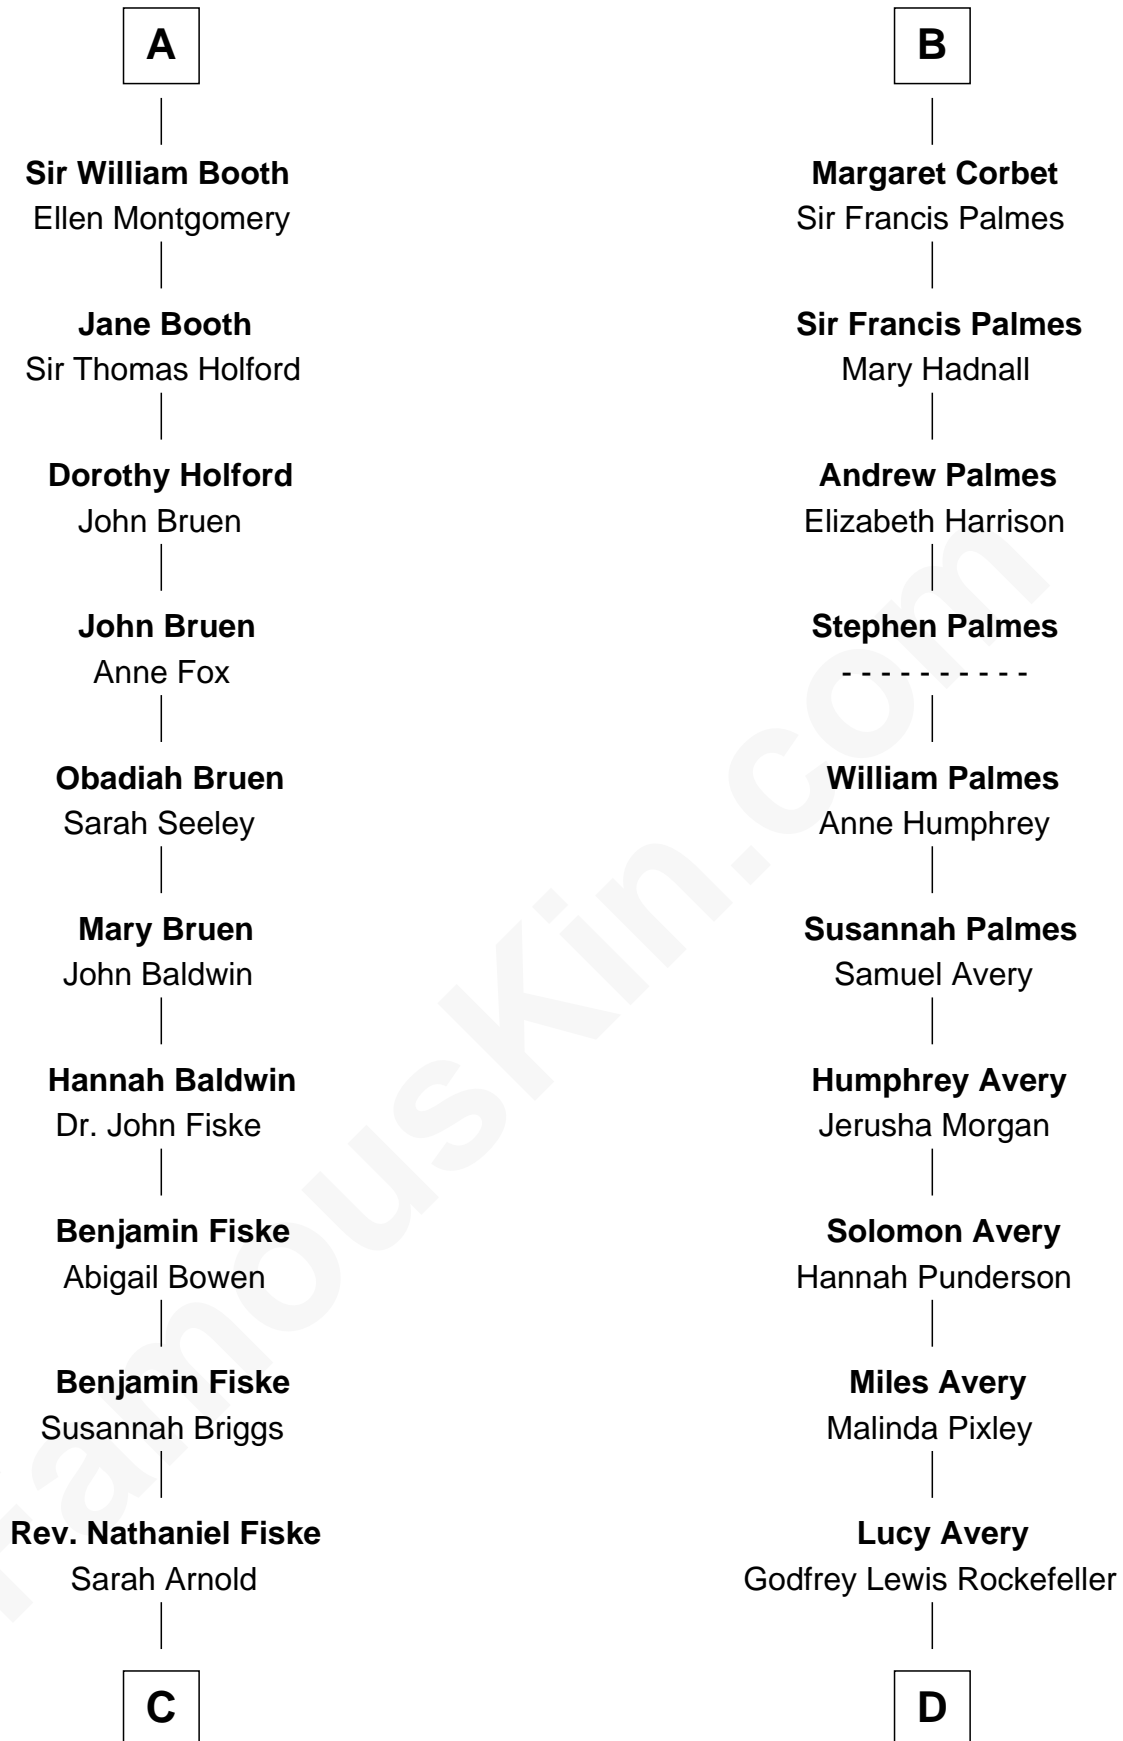 A
Sir William Booth
Ellen Montgomery
Jane Booth
Sir Thomas Holford
Dorothy Holford
John Bruen
John Bruen
Anne Fox
Obadiah Bruen
Sarah Seeley
Mary Bruen
John Baldwin
Hannah Baldwin
Dr. John Fiske
Benjamin Fiske
Abigail Bowen
Benjamin Fiske
Susannah Briggs
Rev. Nathaniel Fiske
Sarah Arnold
C
B
Margaret Corbet
Sir Francis Palmes
Sir Francis Palmes
Mary Hadnall
Andrew Palmes
Elizabeth Harrison
Stephen Palmes
- - - - - - - - - -
William Palmes
Anne Humphrey
Susannah Palmes
Samuel Avery
Humphrey Avery
Jerusha Morgan
Solomon Avery
Hannah Punderson
Miles Avery
Malinda Pixley
Lucy Avery
Godfrey Lewis Rockefeller
D
FamousKin.com